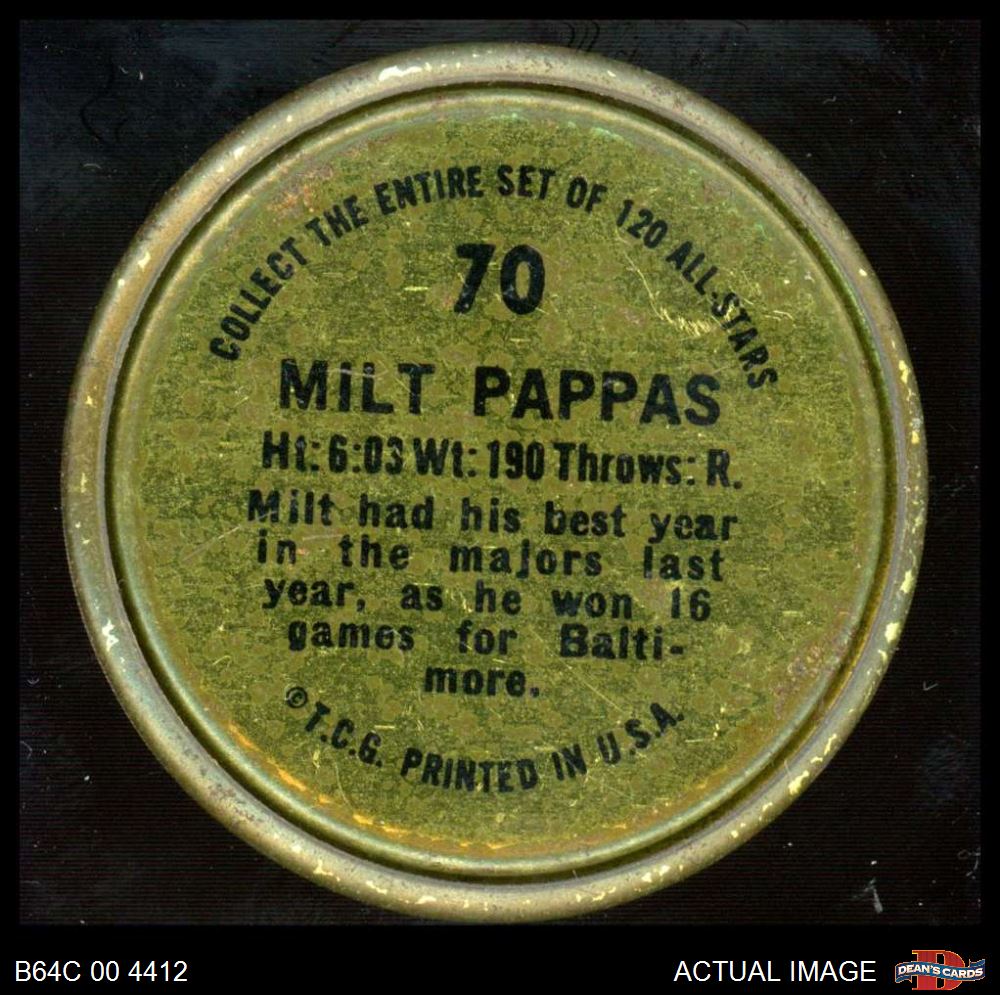 COLLECT THE ENTIRE SET OF 120 ALL-STARS
70
MILT PAPPAS
Ht: 6:03 Wt: 190 Throws: R.
Milt had his best year
in the majors last
year, as he won 16
games for Balti-
more.
© T.C.G. PRINTED IN U.S.A.
B64C 00 4412
ACTUAL IMAGE
DEAN'S CARDS